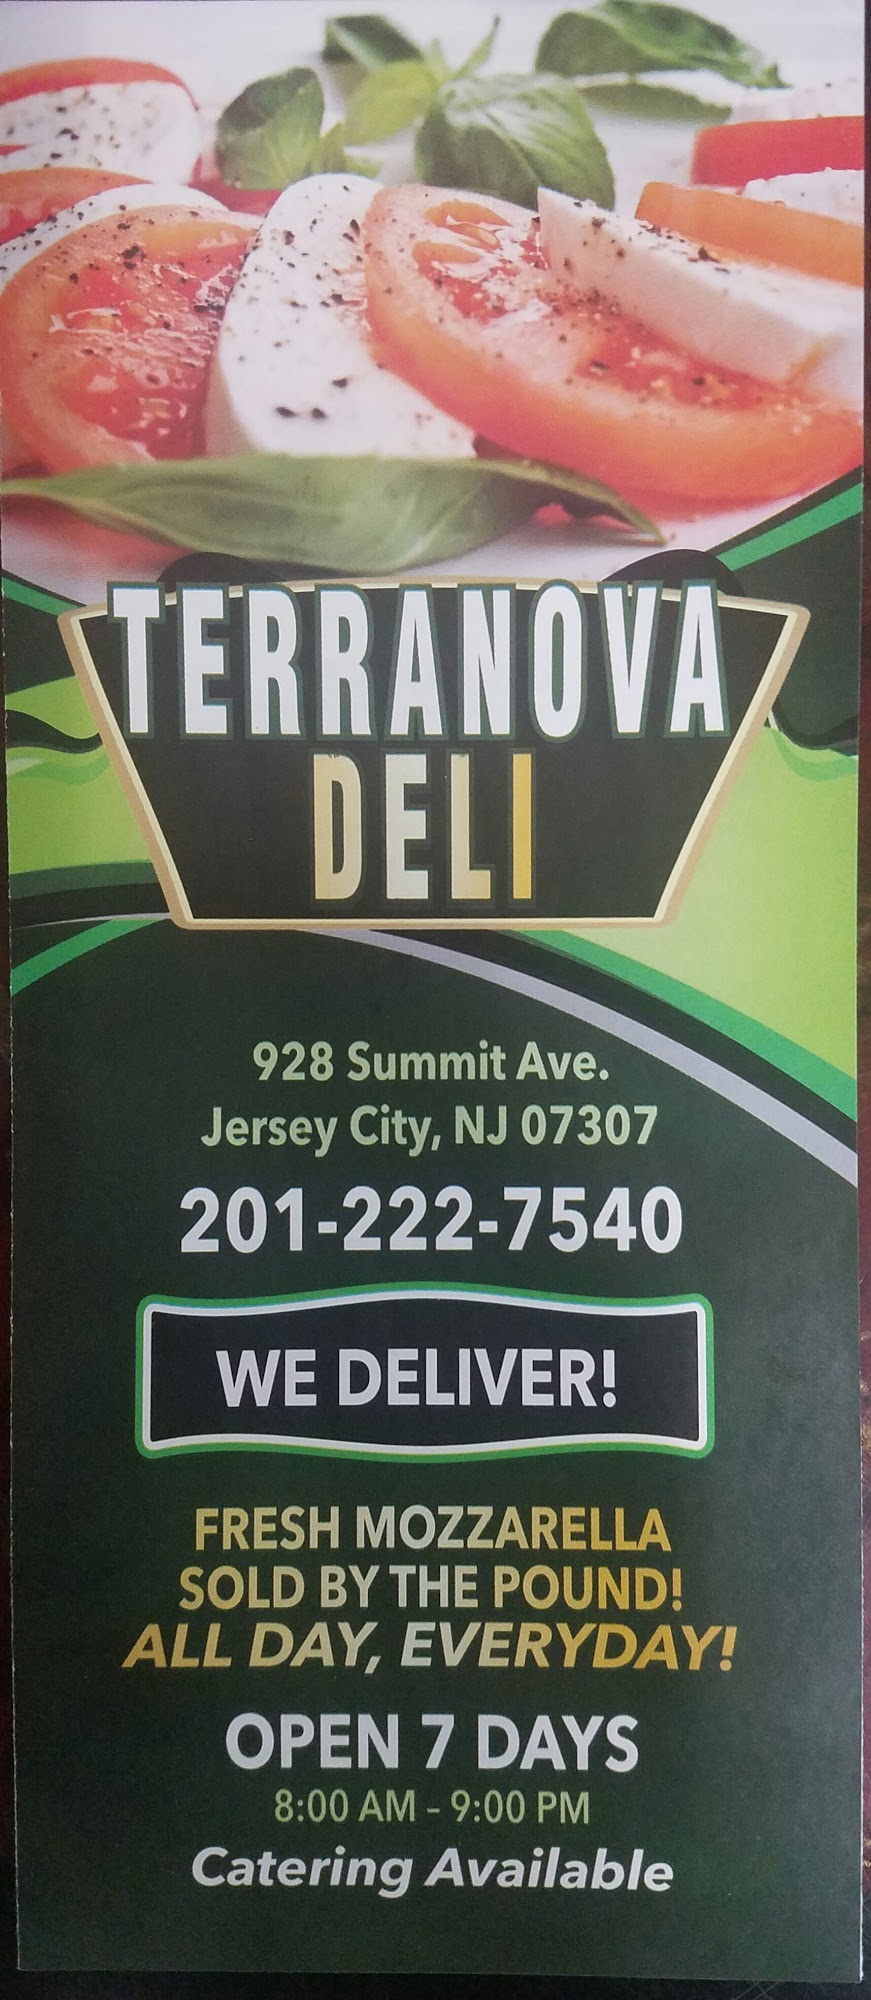 TERRANOVA
DELI
928 Summit Ave.
Jersey City, NJ 07307
201-222-7540
WE DELIVER!
FRESH MOZZARELLA
SOLD BY THE POUND!
ALL DAY, EVERYDAY!
OPEN 7 DAYS
8:00 AM - 9:00 PM
Catering Available